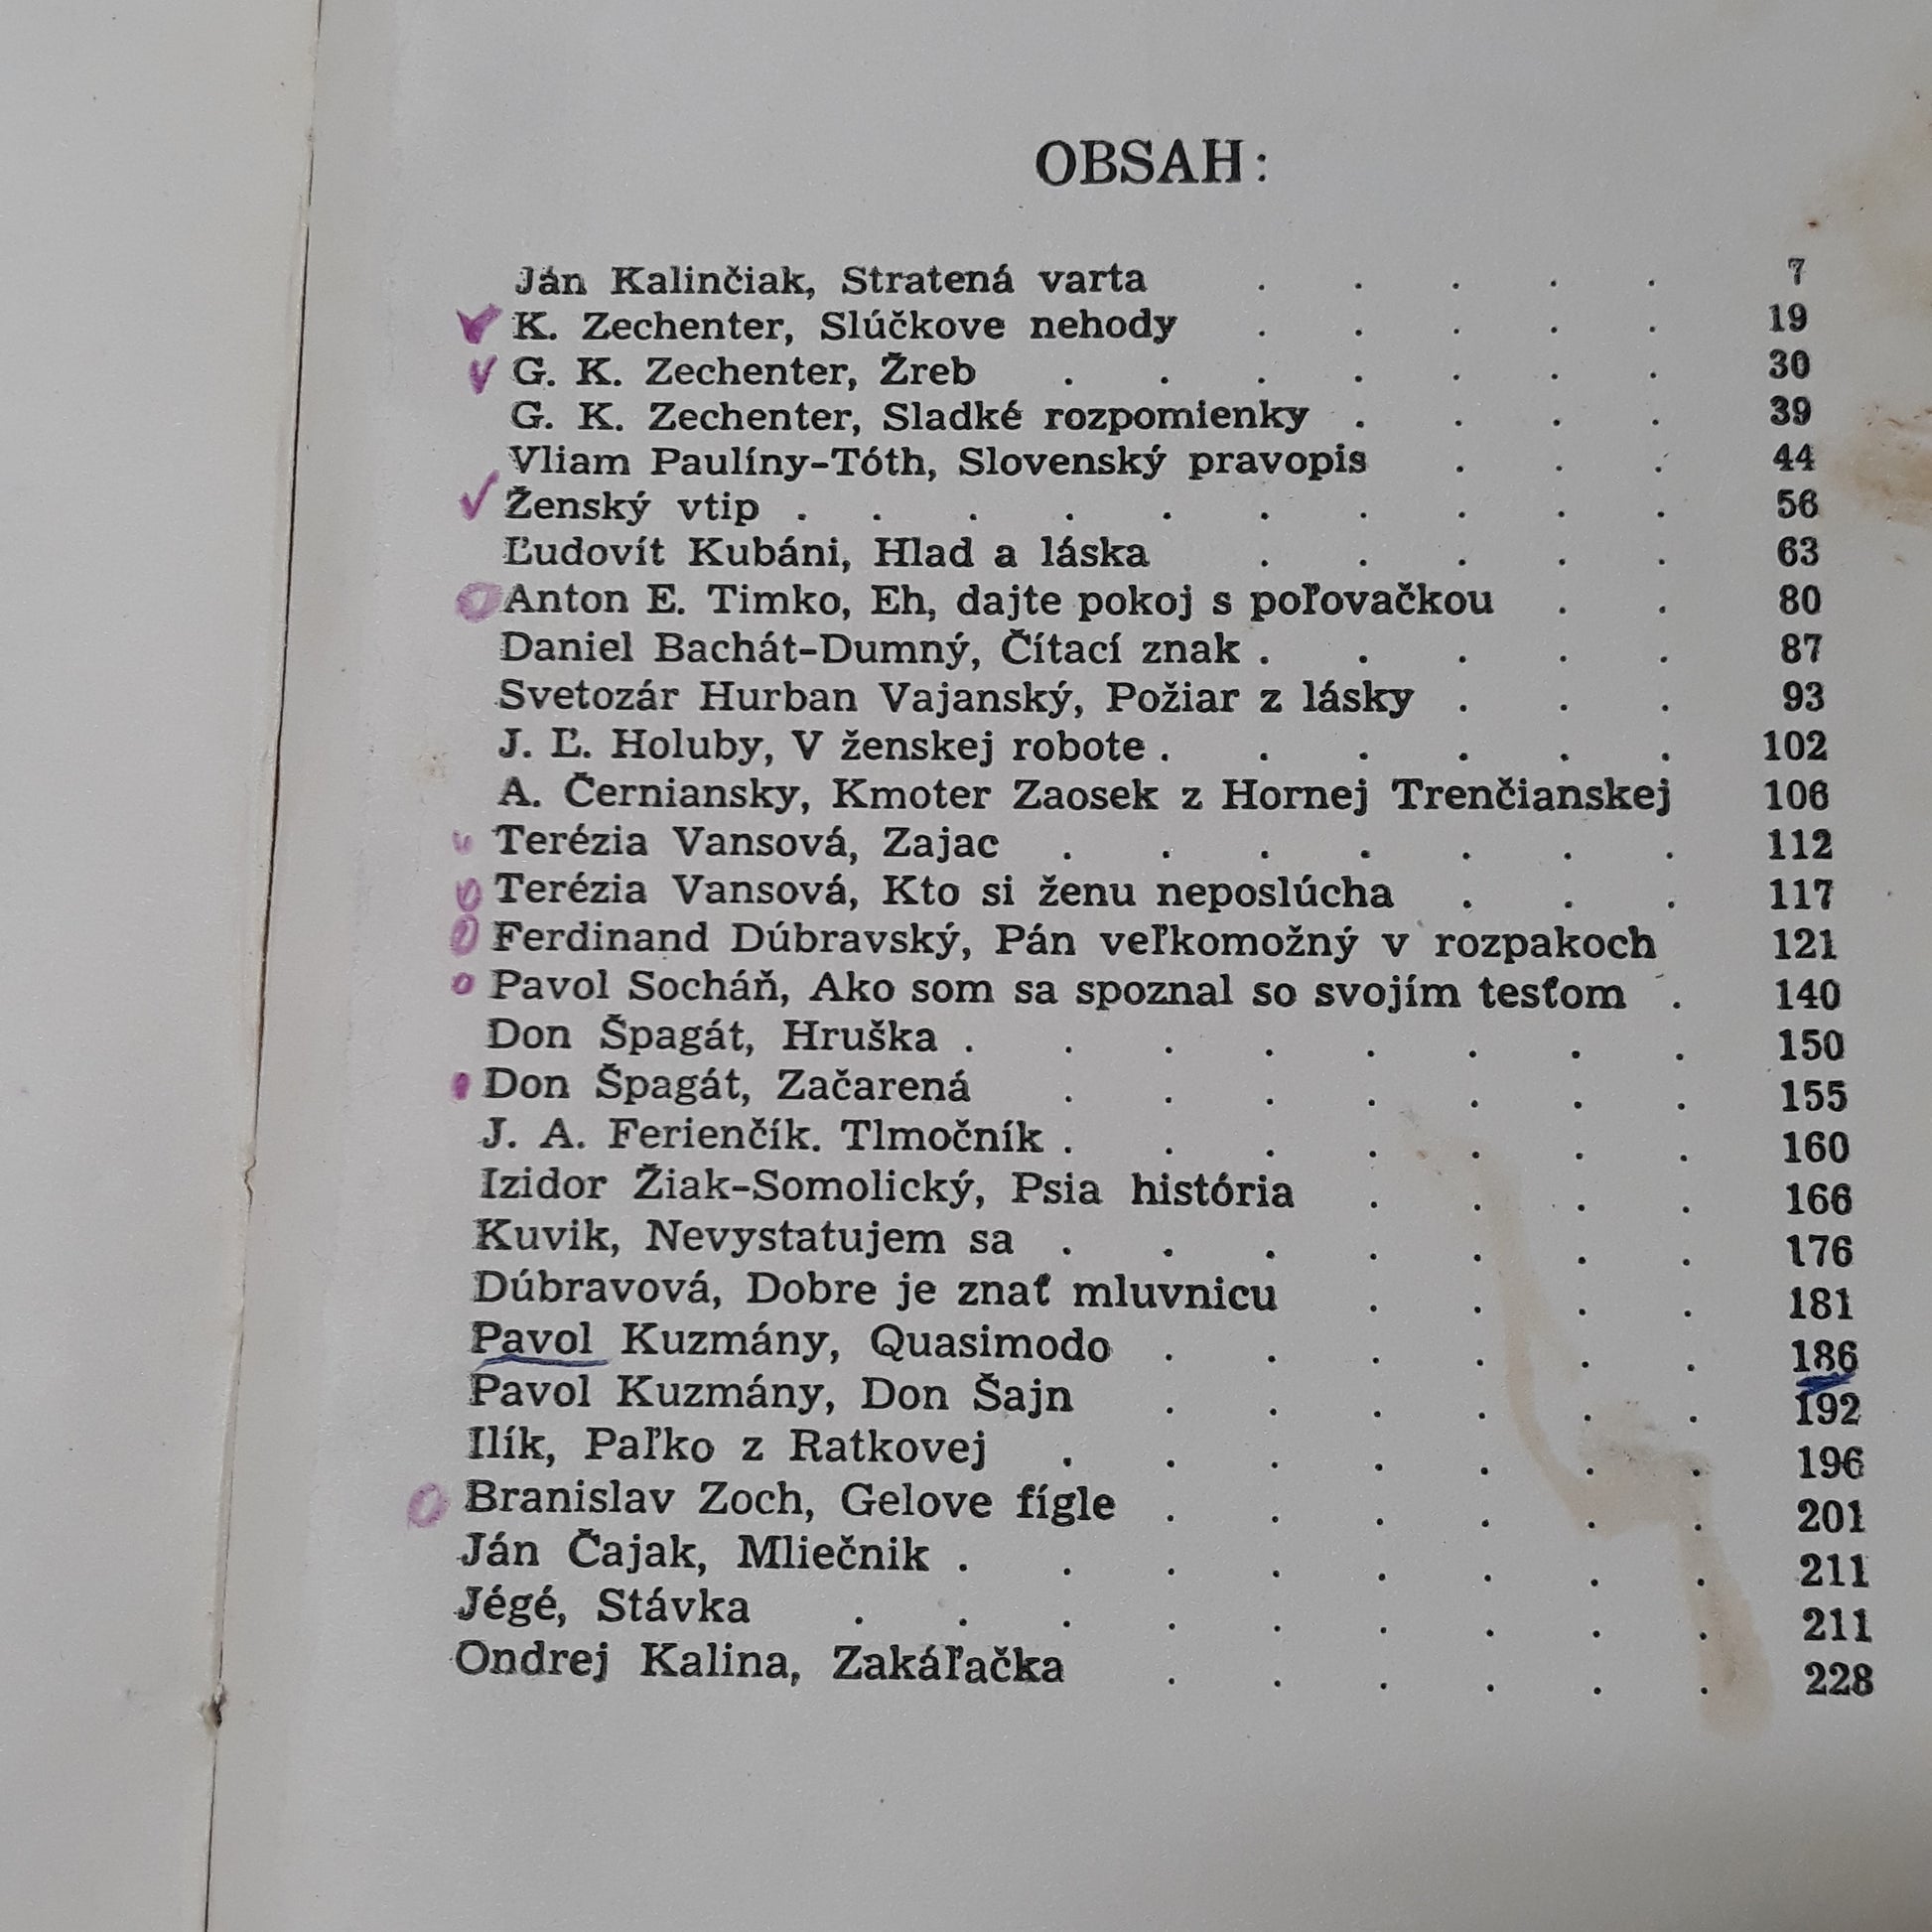 OBSAH:
Ján Kalinčiak, Stratená varta . . . . . 7
K. Zechenter, Slúčkove nehody . . . . . 19
G. K. Zechenter, Žreb . . . . . . . 30
G. K. Zechenter, Sladké rozpomienky . . . . 39
Vliam Paulíny-Tóth, Slovenský pravopis . . . 44
Ženský vtip . . . . . . . . . . 56
Ľudovít Kubáni, Hlad a láska . . . . . 63
Anton E. Timko, Eh, dajte pokoj s poľovačkou . . 80
Daniel Bachát-Dumný, Čítací znak . . . . . 87
Svetozár Hurban Vajanský, Požiar z lásky . . . 93
J. Ľ. Holuby, V ženskej robote . . . . . . 102
A. Černiansky, Kmoter Zaosek z Hornej Trenčianskej 106
Terézia Vansová, Zajac . . . . . . . 112
Terézia Vansová, Kto si ženu neposlúcha . . . 117
Ferdinand Dúbravský, Pán veľkomožný v rozpakoch 121
Pavol Socháň, Ako som sa spoznal so svojím tesťom . 140
Don Špagát, Hruška . . . . . . . . 150
Don Špagát, Začarená . . . . . . . 155
J. A. Ferienčík. Tlmočník . . . . . . . 160
Izidor Žiak-Somolický, Psia história . . . . 166
Kuvik, Nevystatujem sa . . . . . . . 176
Dúbravová, Dobre je znať mluvnicu . . . . 181
Pavol Kuzmány, Quasimodo . . . . . . 186
Pavol Kuzmány, Don Šajn . . . . . . 192
Ilík, Paľko z Ratkovej . . . . . . . 196
Branislav Zoch, Gelove fígle . . . . . . 201
Ján Čajak, Mliečnik . . . . . . . . 211
Jégé, Stávka . . . . . . . . . 211
Ondrej Kalina, Zakáľačka . . . . . . 228